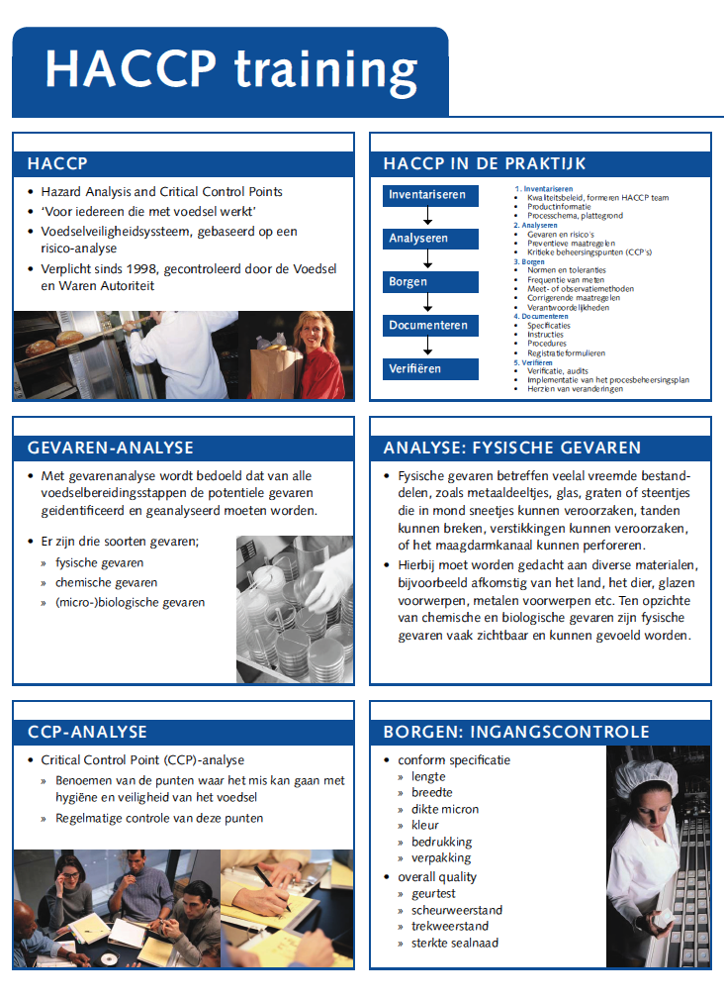 HACCP training
HACCP
• Hazard Analysis and Critical Control Points
• ‘Voor iedereen die met voedsel werkt’
• Voedselveiligheidsyssteem, gebaseerd op een
risico-analyse
• Verplicht sinds 1998, gecontroleerd door de Voedsel
en Waren Autoriteit
HACCP IN DE PRAKTIJK
Inventariseren
Analyseren
Borgen
Documenteren
Verifiëren
1. Inventariseren
• Kwaliteitsbeleid, formeren HACCP team
• Productinformatie
• Processchema, plattegrond
2. Analyseren
• Gevaren en risico's
• Preventieve maatregelen
• Kritieke beheersingspunten (CCP's)
3. Borgen
• Normen en toleranties
• Frequentie van meten
• Meet- of observatiemethoden
• Corrigerende maatregelen
• Verantwoordelijkheden
4. Documenteren
• Specificaties
• Instructies
• Procedures
• Registratieformulieren
5. Verifiëren
• Verificatie, audits
• Implementatie van het procesbeheersingsplan
• Herzien van veranderingen
GEVAREN-ANALYSE
• Met gevarenanalyse wordt bedoeld dat van alle
voedselbereidingsstappen de potentiele gevaren
geidentificeerd en geanalyseerd moeten worden.
• Er zijn drie soorten gevaren;
» fysische gevaren
» chemische gevaren
» (micro-)biologische gevaren
ANALYSE: FYSISCHE GEVAREN
• Fysische gevaren betreffen veelal vreemde bestand-
delen, zoals metaaldeeltjes, glas, graten of steentjes
die in mond sneetjes kunnen veroorzaken, tanden
kunnen breken, verstikkingen kunnen veroorzaken,
of het maagdarmkanaal kunnen perforeren.
• Hierbij moet worden gedacht aan diverse materialen,
bijvoorbeeld afkomstig van het land, het dier, glazen
voorwerpen, metalen voorwerpen etc. Ten opzichte
van chemische en biologische gevaren zijn fysische
gevaren vaak zichtbaar en kunnen gevoeld worden.
CCP-ANALYSE
• Critical Control Point (CCP)-analyse
» Benoemen van de punten waar het mis kan gaan met
hygiëne en veiligheid van het voedsel
» Regelmatige controle van deze punten
BORGEN: INGANGSCONTROLE
• conform specificatie
» lengte
» breedte
» dikte micron
» kleur
» bedrukking
» verpakking
• overall quality
» geurtest
» scheurweerstand
» trekweerstand
» sterkte sealnaad